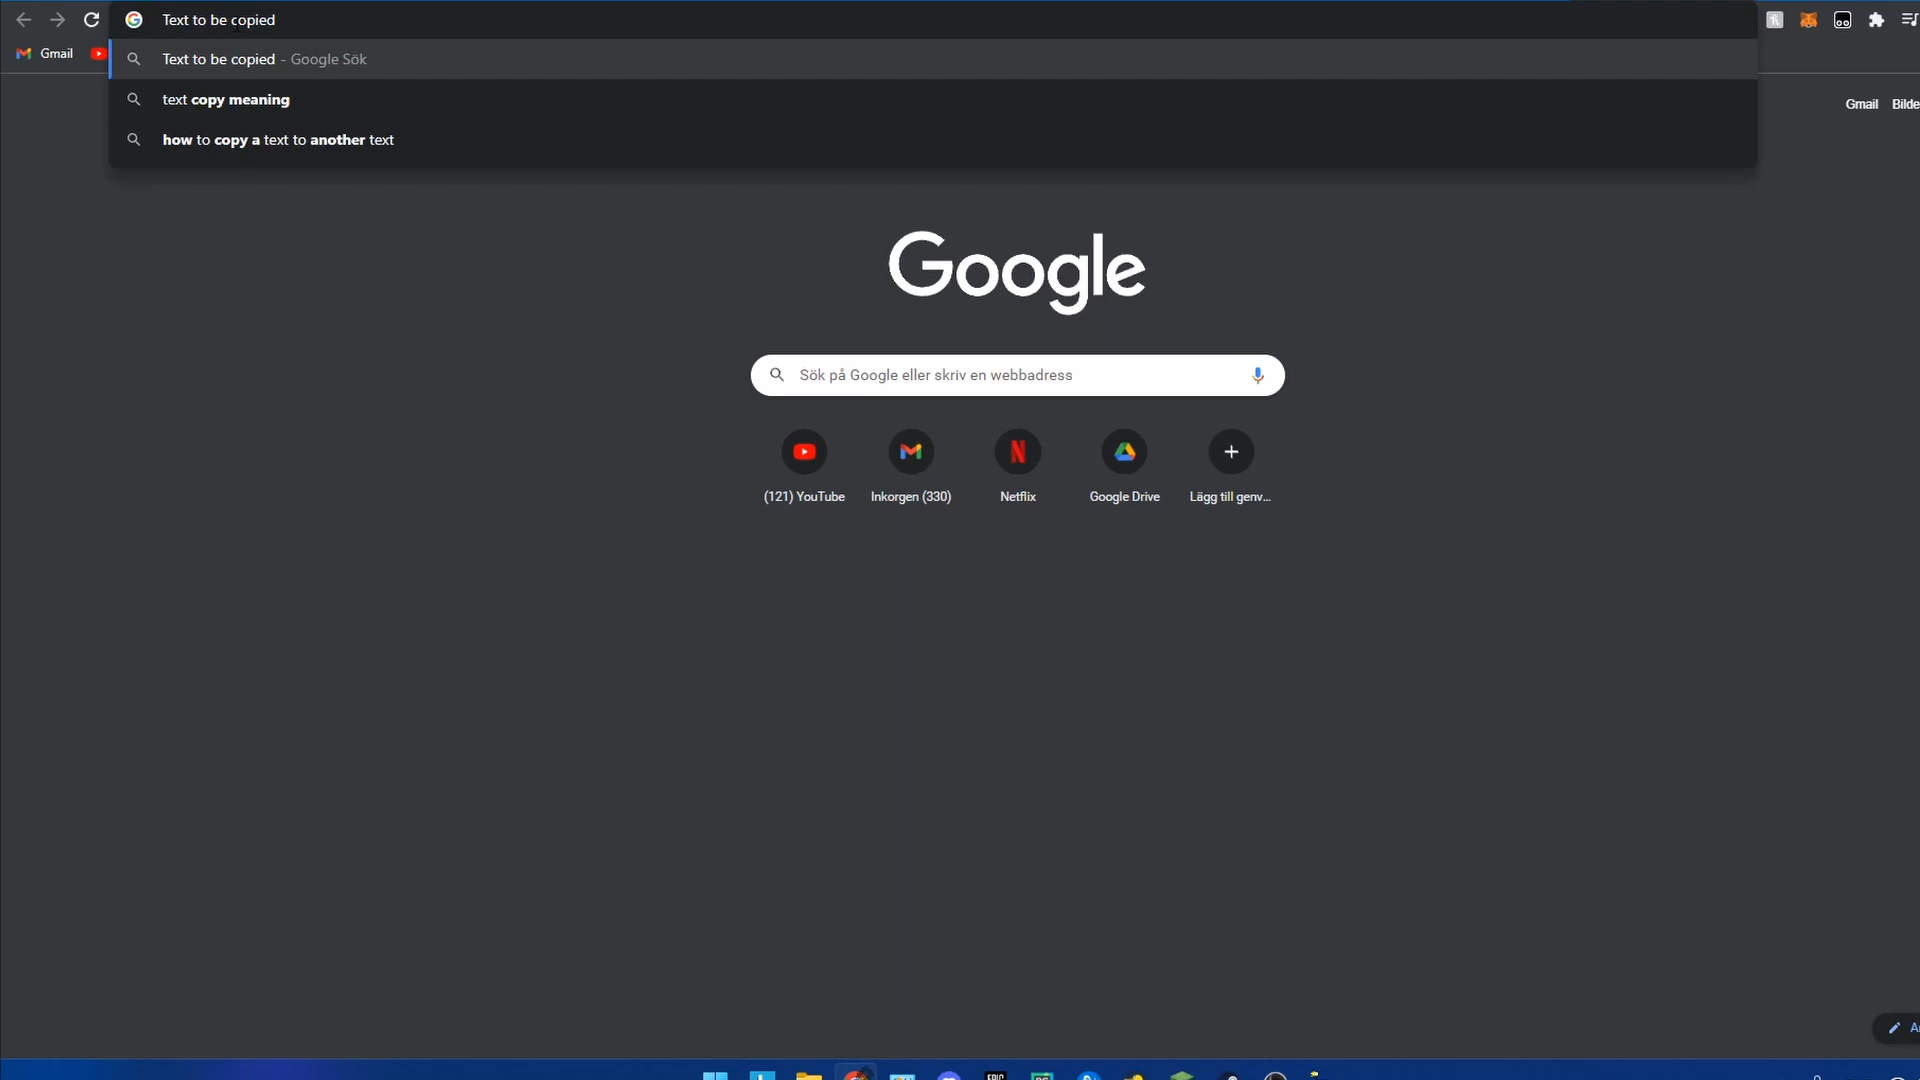 Text to be copied
Gmail
Text to be copied - Google Sök
text copy meaning
how to copy a text to another text
Gmail Bilde
Google
Sök på Google eller skriv en webbadress
(121) YouTube
Inkorgen (330)
Netflix
Google Drive
Lägg till genv...
EPIC